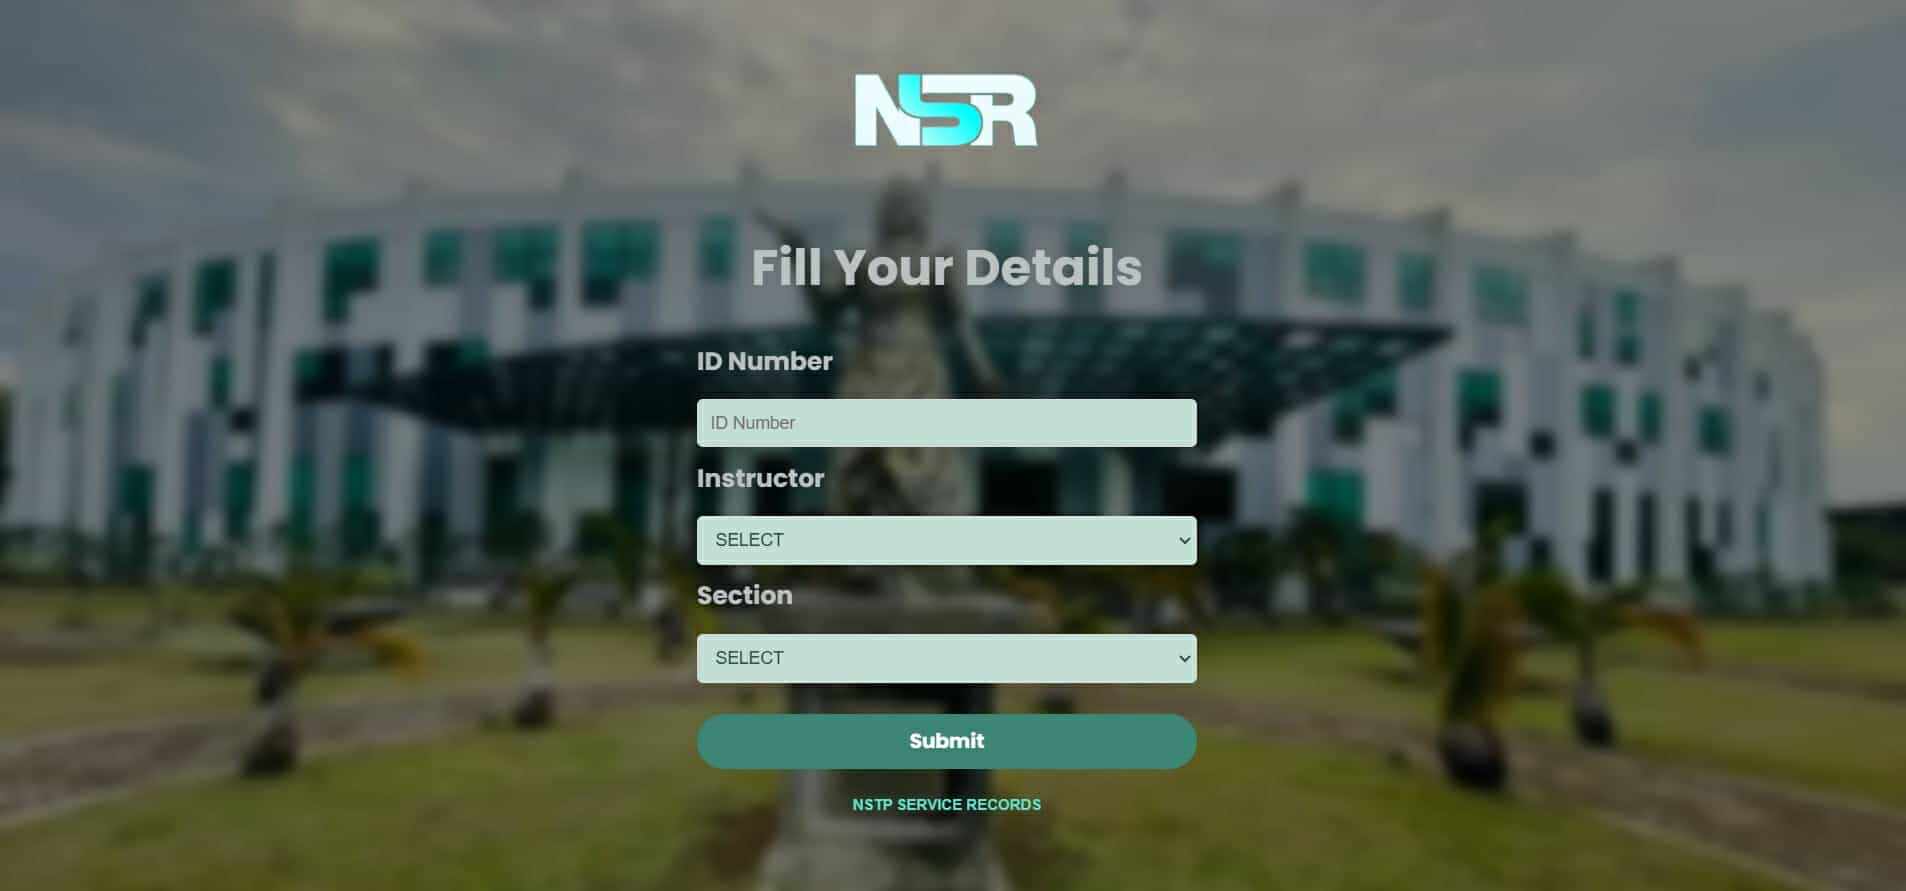 NSR
Fill Your Details
ID Number
ID Number
Instructor
SELECT
Section
SELECT
Submit
NSTP SERVICE RECORDS